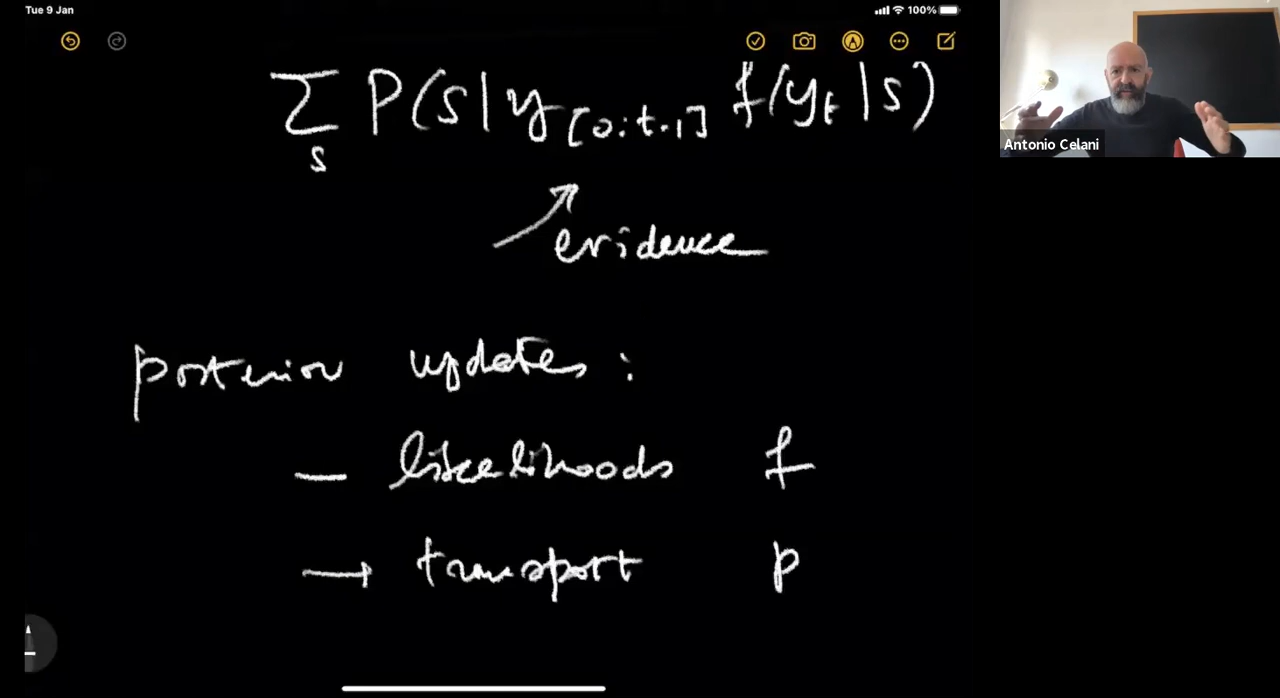 Tue 9 Jan
100%
Σ P(s|y[0:t-1] f(yt|s)
s
Antonio Celani
evidence
posterior updates:
— likelihoods f
→ transport p